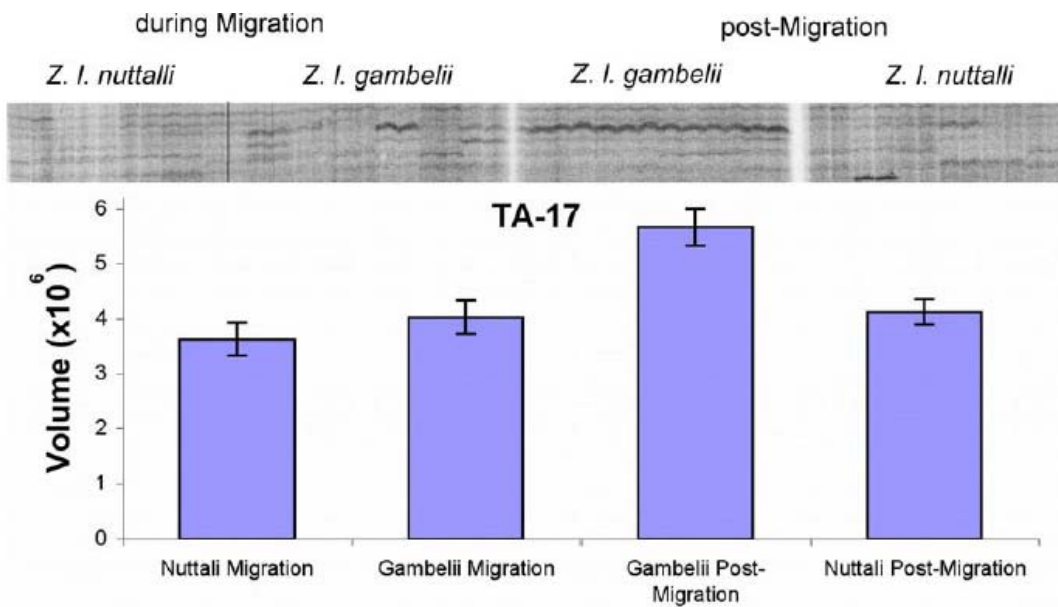 during Migration
post-Migration
Z. l. nuttalli
Z. l. gambelii
Z. l. gambelii
Z. l. nuttalli
TA-17
Volume (x10⁶)
6
5
4
3
2
1
0
Nuttali Migration
Gambelii Migration
Gambelii Post-
Migration
Nuttali Post-Migration